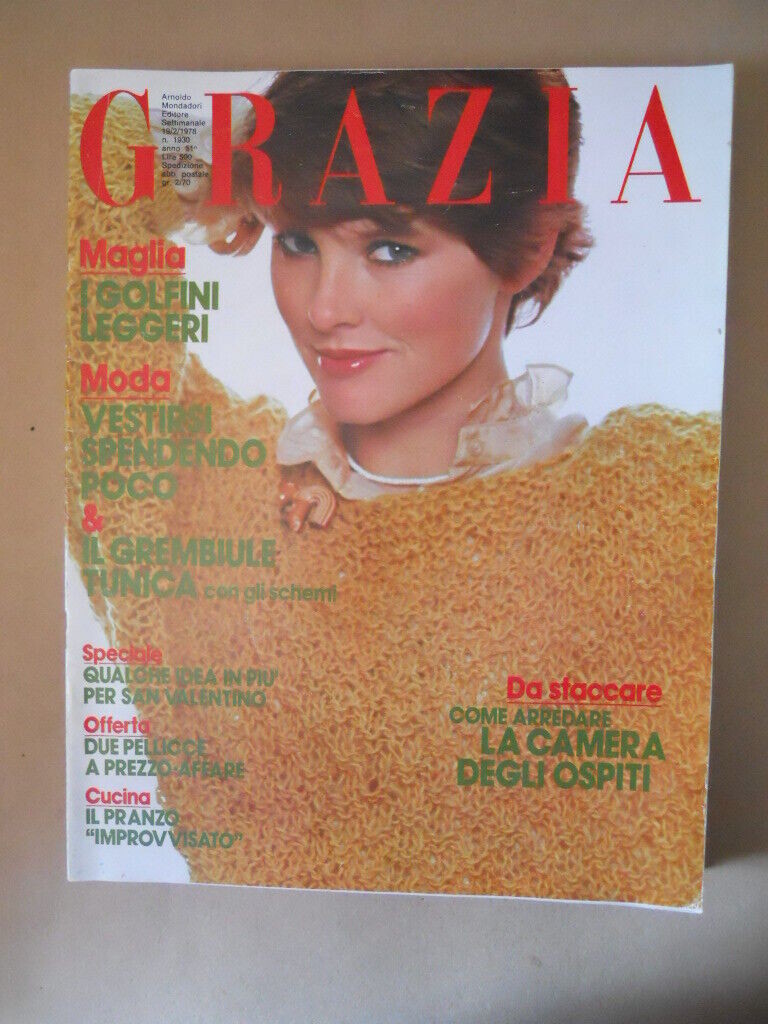 GRAZIA
Arnoldo
Mondadori
Editore
Settimanale
19/2/1978
n. 1930
anno 51°
Lire 590
Spedizione
abb. postale
gr. 2/70
Maglia
I GOLFINI
LEGGERI
Moda
VESTIRSI
SPENDENDO
POCO
&
IL GREMBIULE
TUNICA con gli schemi
Speciale
QUALCHE IDEA IN PIU'
PER SAN VALENTINO
Offerta
DUE PELLICCE
A PREZZO-AFFARE
Cucina
IL PRANZO
"IMPROVVISATO"
Da staccare
COME ARREDARE
LA CAMERA
DEGLI OSPITI